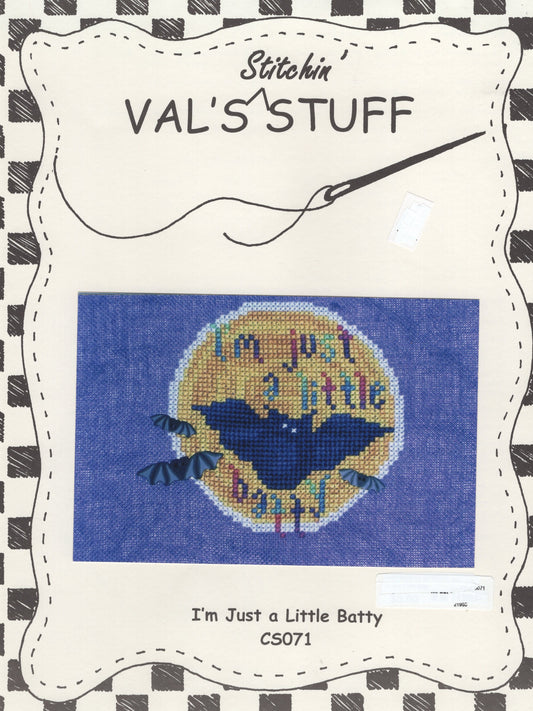 Stitchin'
VAL'S STUFF
I'm just
a little
batty
I'm Just a Little Batty
CS071